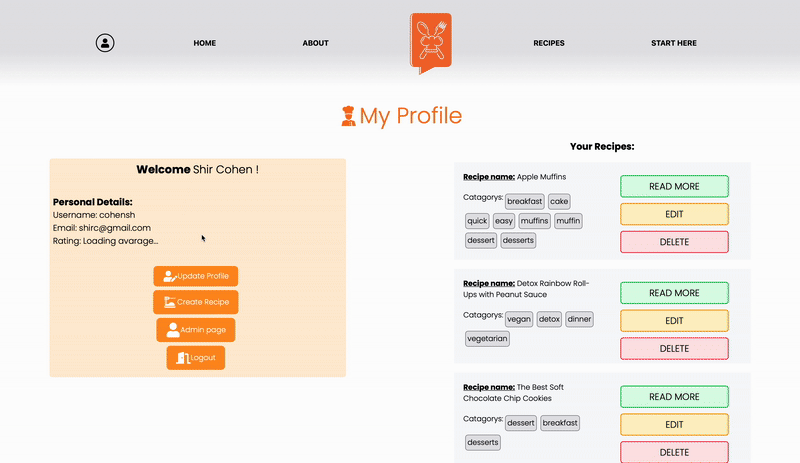 HOME
ABOUT
RECIPES
START HERE
My Profile
Welcome Shir Cohen !
Personal Details:
Username: cohensh
Email: shirc@gmail.com
Rating: Loading avarage...
Update Profile
Create Recipe
Admin page
Logout
Your Recipes:
Recipe name: Apple Muffins
Catagorys: breakfast cake
quick easy muffins muffin
dessert desserts
READ MORE
EDIT
DELETE
Recipe name: Detox Rainbow Roll-
Ups with Peanut Sauce
Catagorys: vegan detox dinner
vegetarian
READ MORE
EDIT
DELETE
Recipe name: The Best Soft
Chocolate Chip Cookies
Catagorys: dessert breakfast
desserts
READ MORE
EDIT
DELETE